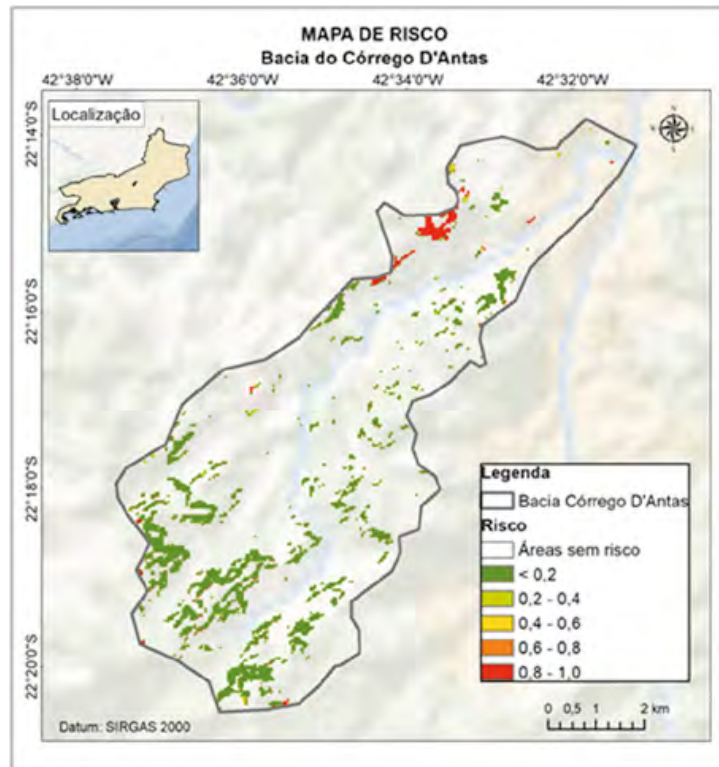 MAPA DE RISCO
Bacia do Córrego D'Antas
42°38'0"W 42°36'0"W 42°34'0"W 42°32'0"W
Localização
N
22°14'0"S
22°16'0"S
22°18'0"S
22°20'0"S
Legenda
Bacia Córrego D'Antas
Risco
Áreas sem risco
< 0,2
0,2 - 0,4
0,4 - 0,6
0,6 - 0,8
0,8 - 1,0
Datum: SIRGAS 2000
0 0,5 1 2 km